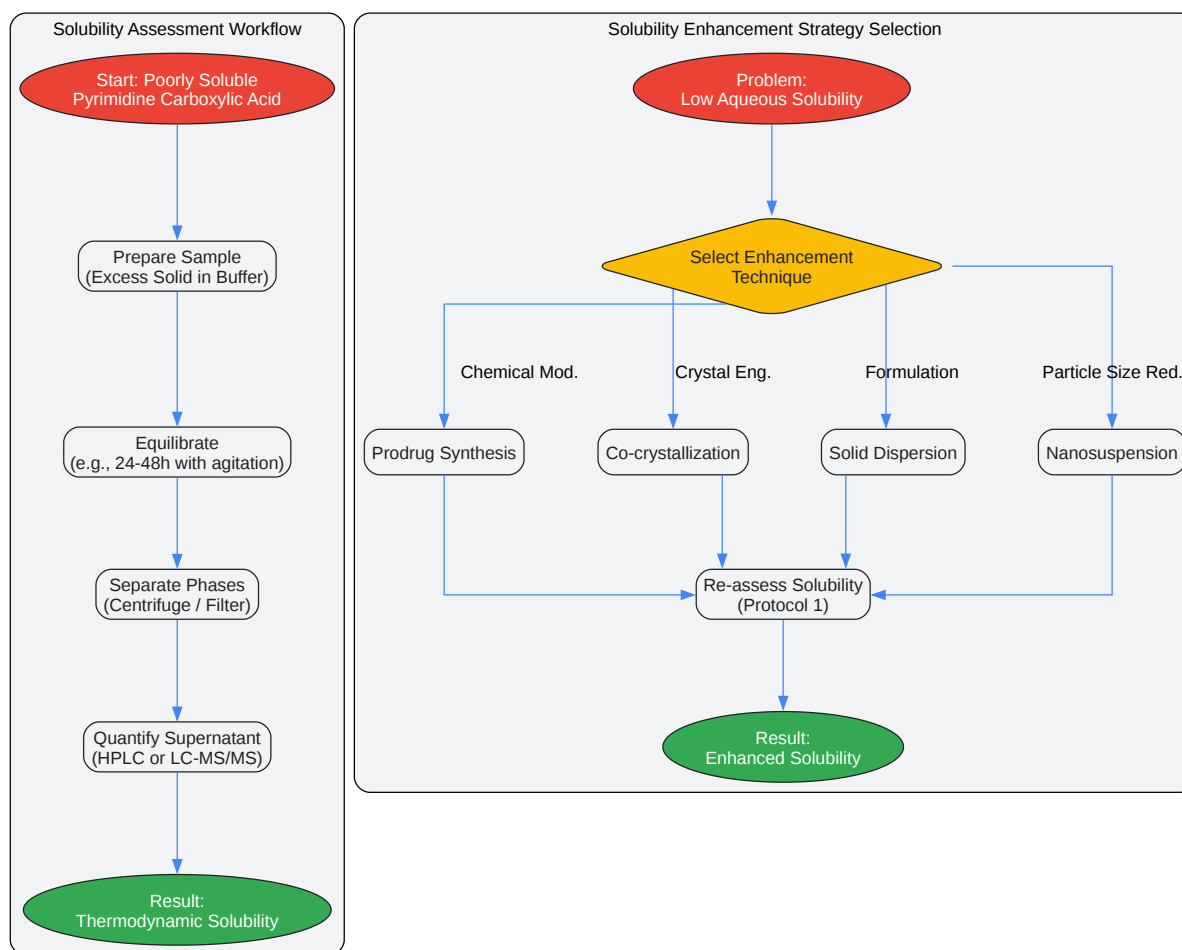 Solubility Assessment Workflow
Start: Poorly Soluble
Pyrimidine Carboxylic Acid
Prepare Sample
(Excess Solid in Buffer)
Equilibrate
(e.g., 24-48h with agitation)
Separate Phases
(Centrifuge / Filter)
Quantify Supernatant
(HPLC or LC-MS/MS)
Result:
Thermodynamic Solubility
Solubility Enhancement Strategy Selection
Problem:
Low Aqueous Solubility
Select Enhancement
Technique
Chemical Mod.
Crystal Eng.
Formulation
Particle Size Red.
Prodrug Synthesis
Co-crystallization
Solid Dispersion
Nanosuspension
Re-assess Solubility
(Protocol 1)
Result:
Enhanced Solubility